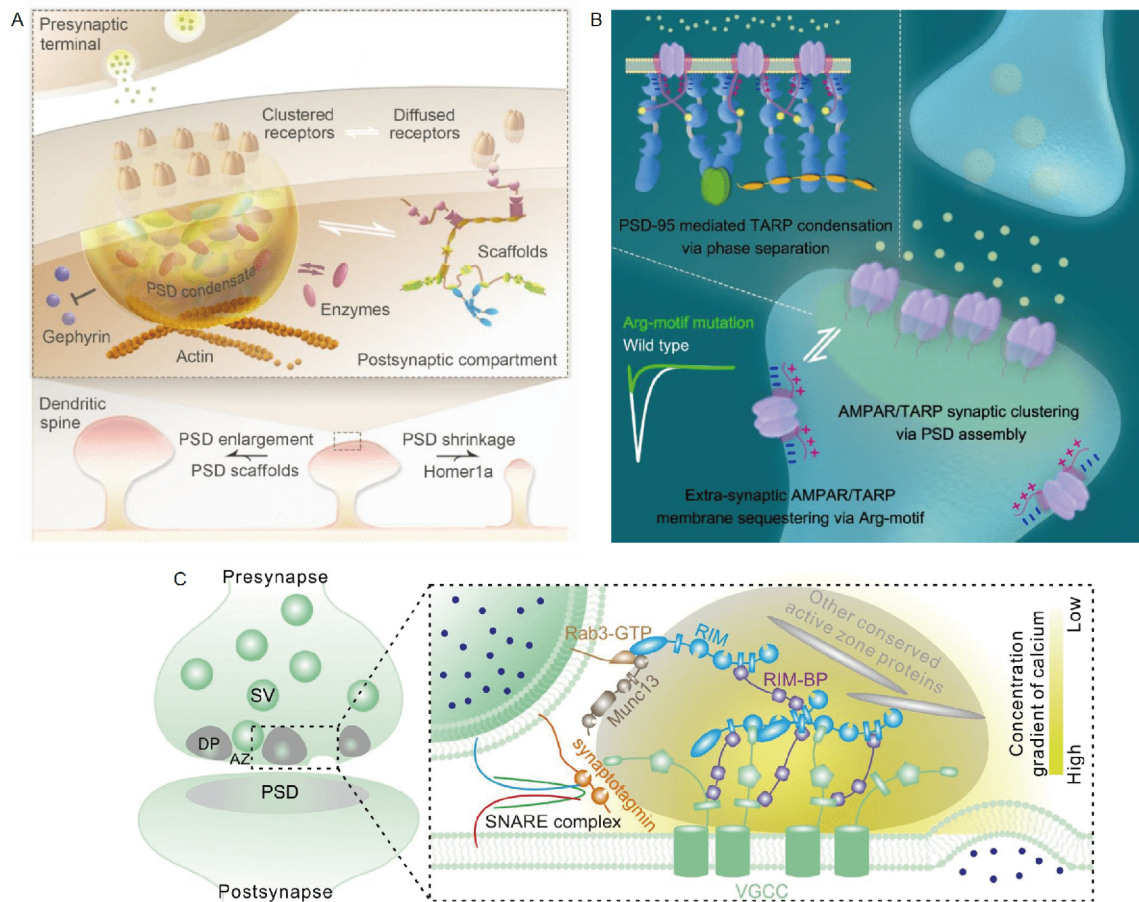 A
Presynaptic
terminal
Clustered
receptors
Diffused
receptors
Scaffolds
PSD condensate
Enzymes
Gephyrin
Actin
Postsynaptic compartment
Dendritic
spine
PSD enlargement
PSD scaffolds
PSD shrinkage
Homer1a
B
PSD-95 mediated TARP condensation
via phase separation
Arg-motif mutation
Wild type
AMPAR/TARP synaptic clustering
via PSD assembly
Extra-synaptic AMPAR/TARP
membrane sequestering via Arg-motif
C
Presynapse
SV
DP
AZ
PSD
Postsynapse
Rab3-GTP
RIM
Munc13
RIM-BP
Other conserved
active zone proteins
synaptotagmin
SNARE complex
VGCC
Concentration
gradient of calcium
Low
High